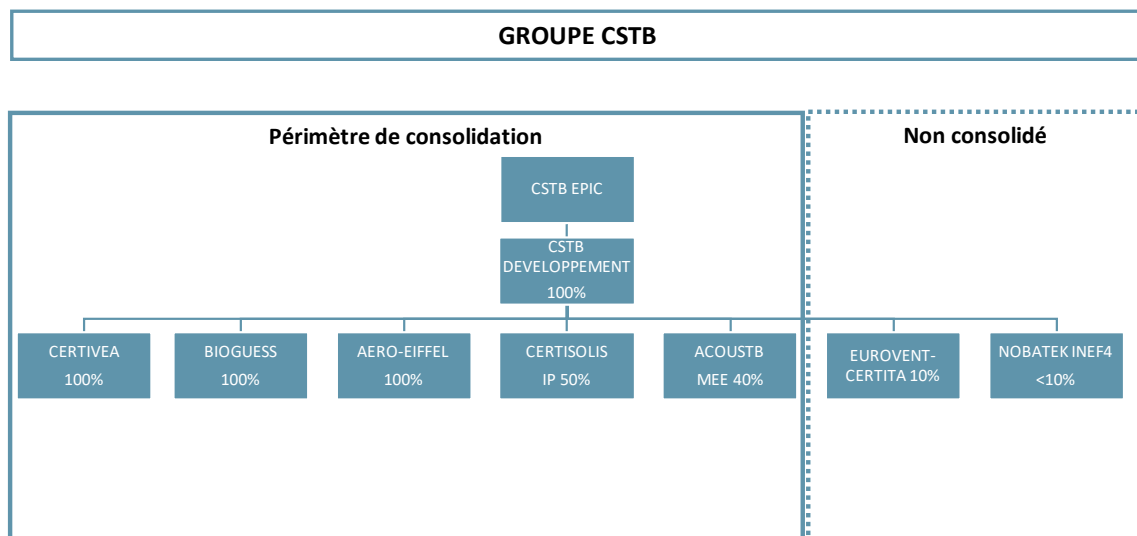 GROUPE CSTB
Périmètre de consolidation
Non consolidé
CSTB EPIC
CSTB
DEVELOPPEMENT
100%
CERTIVEA
100%
BIOGUESS
100%
AERO-EIFFEL
100%
CERTISOLIS
IP 50%
ACOUSTB
MEE 40%
EUROVENT-
CERTITA 10%
NOBATEK INEF4
<10%